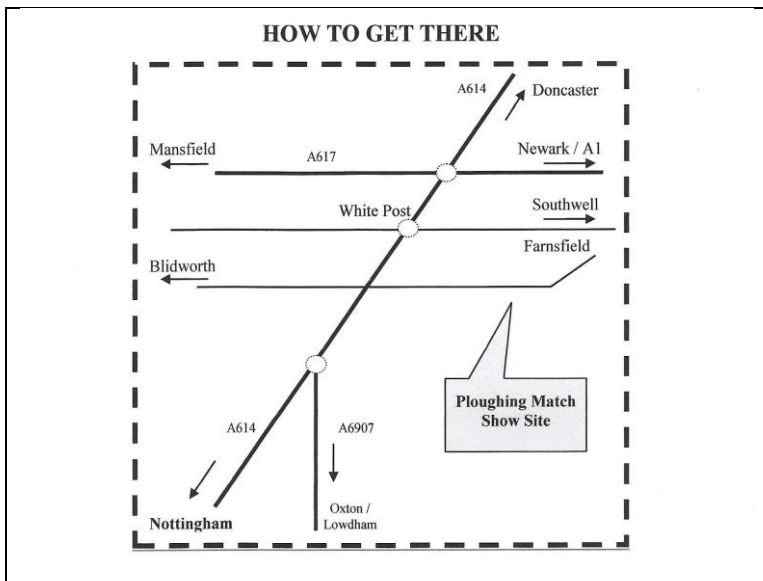 HOW TO GET THERE
A614
Doncaster
Mansfield
A617
Newark / A1
White Post
Southwell
Farnsfield
Blidworth
Ploughing Match
Show Site
A614
A6907
Nottingham
Oxton /
Lowdham